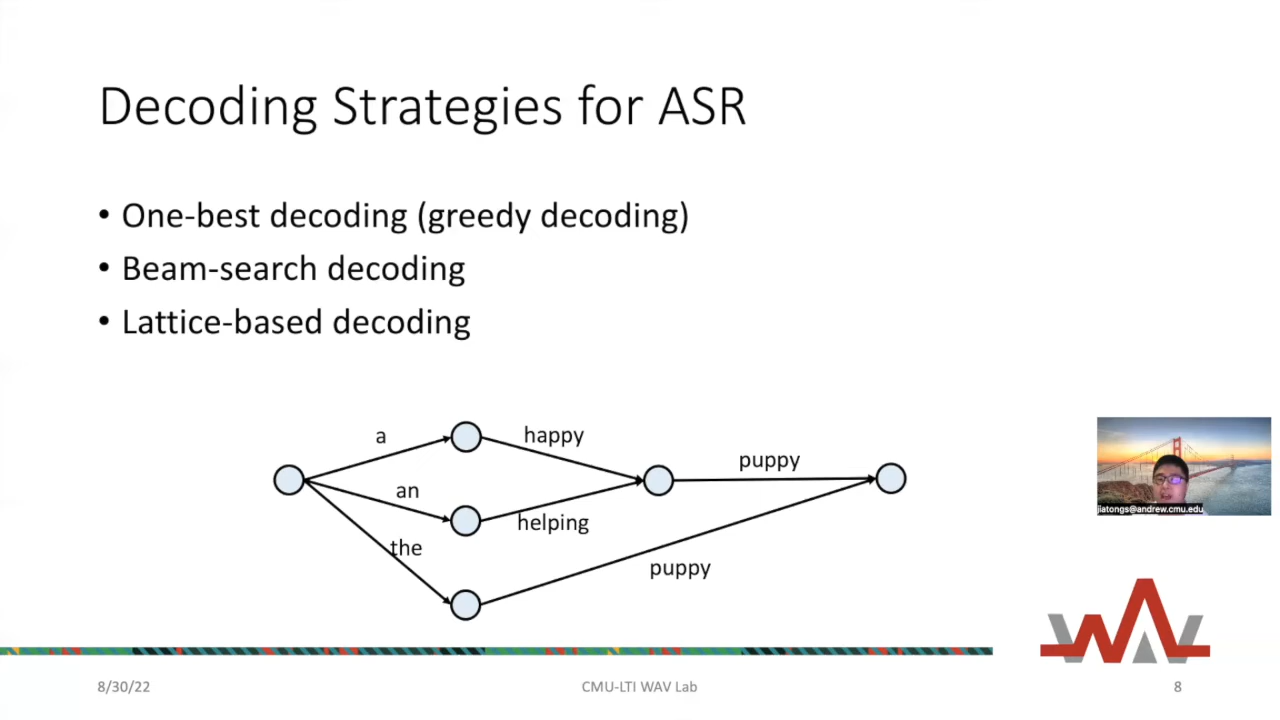 Decoding Strategies for ASR
• One-best decoding (greedy decoding)
• Beam-search decoding
• Lattice-based decoding
a
happy
puppy
an
helping
the
puppy
jiatongs@andrew.cmu.edu
WAV
8/30/22
CMU-LTI WAV Lab
8